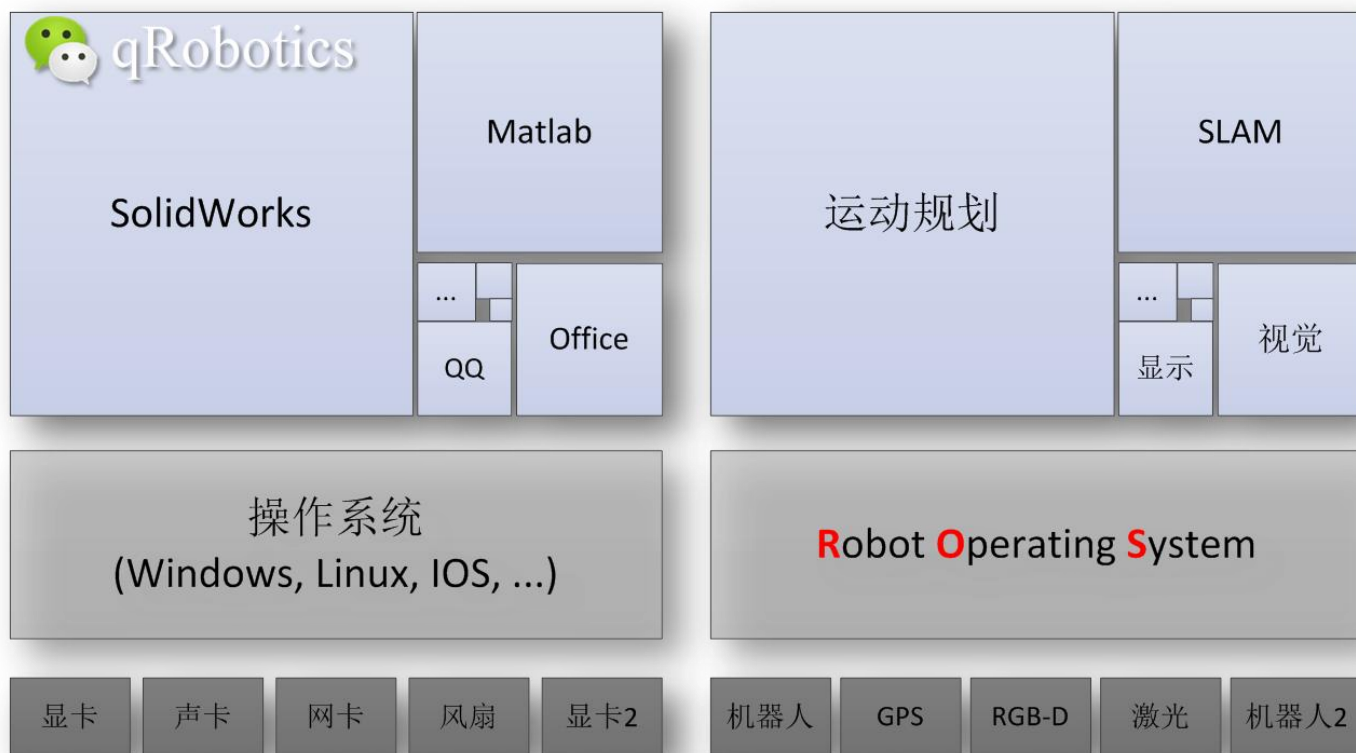 qRobotics
SolidWorks
Matlab
...
QQ
Office
操作系统
(Windows, Linux, IOS, ...)
显卡
声卡
网卡
风扇
显卡2
运动规划
SLAM
...
显示
视觉
Robot Operating System
机器人
GPS
RGB-D
激光
机器人2